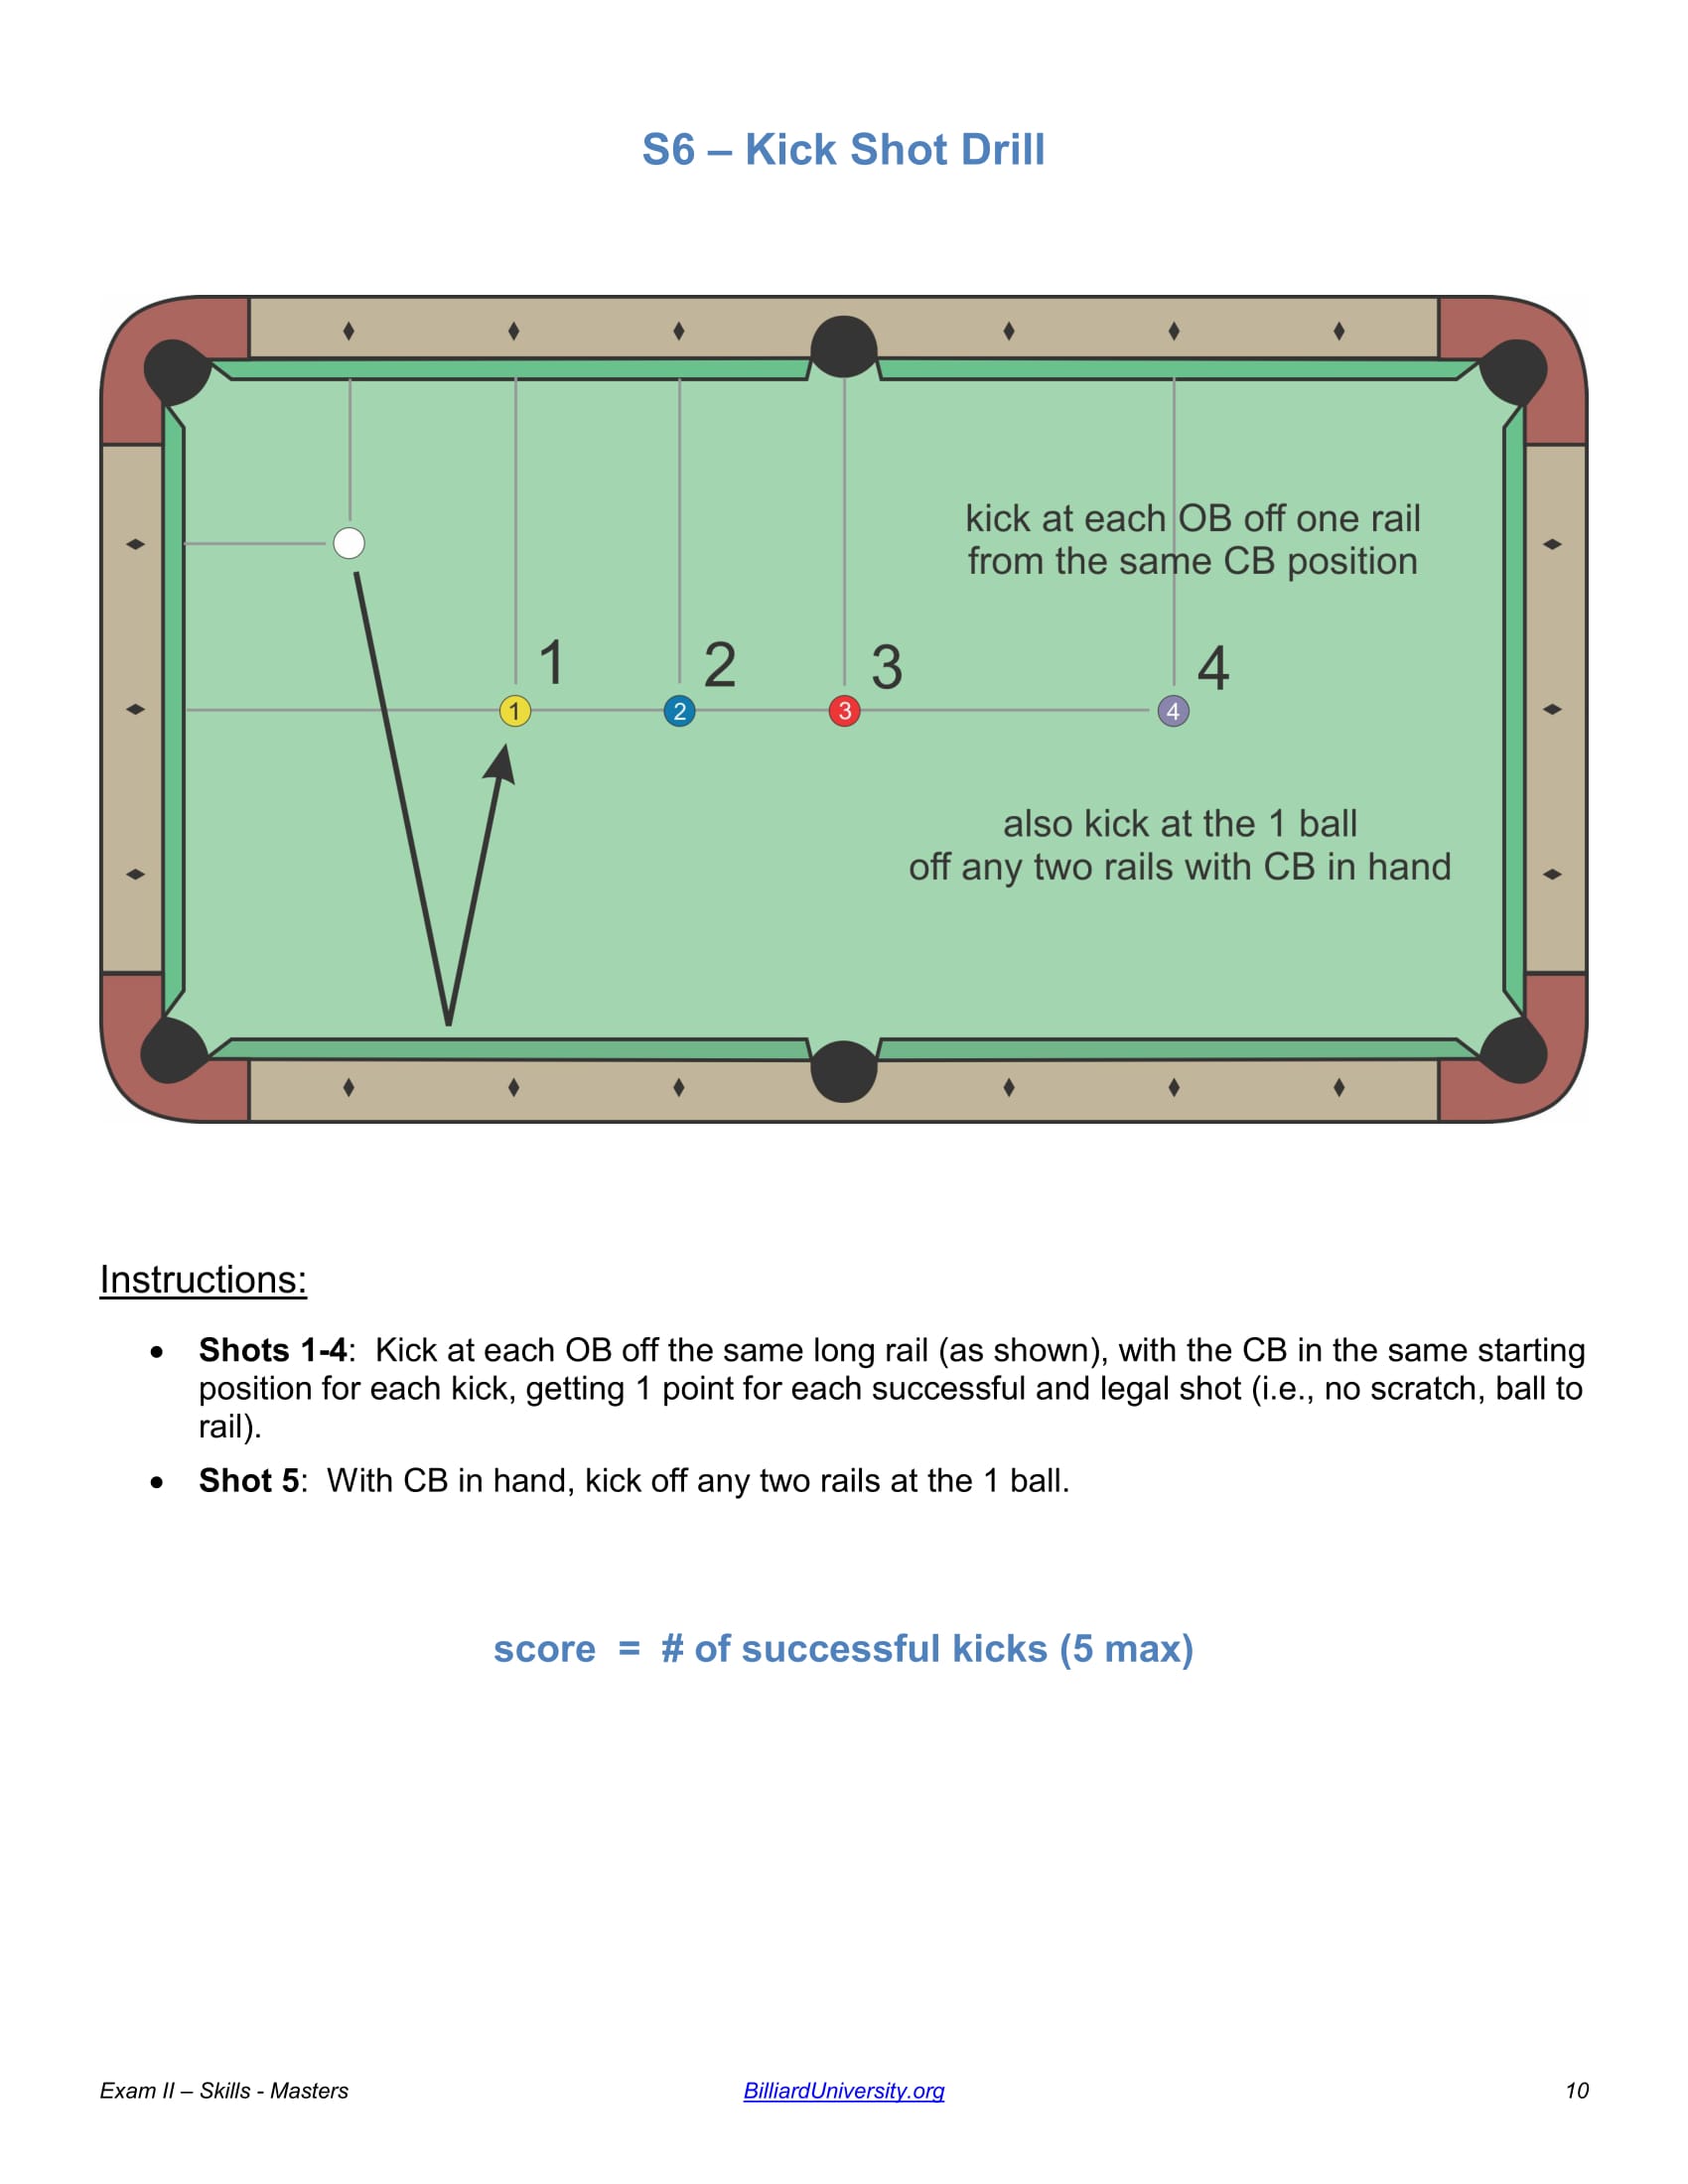 S6 – Kick Shot Drill
kick at each OB off one rail
from the same CB position
1
2
3
4
1
2
3
4
also kick at the 1 ball
off any two rails with CB in hand
Instructions:
• Shots 1-4: Kick at each OB off the same long rail (as shown), with the CB in the same starting
position for each kick, getting 1 point for each successful and legal shot (i.e., no scratch, ball to
rail).
• Shot 5: With CB in hand, kick off any two rails at the 1 ball.
score = # of successful kicks (5 max)
Exam II – Skills - Masters BilliardUniversity.org 10